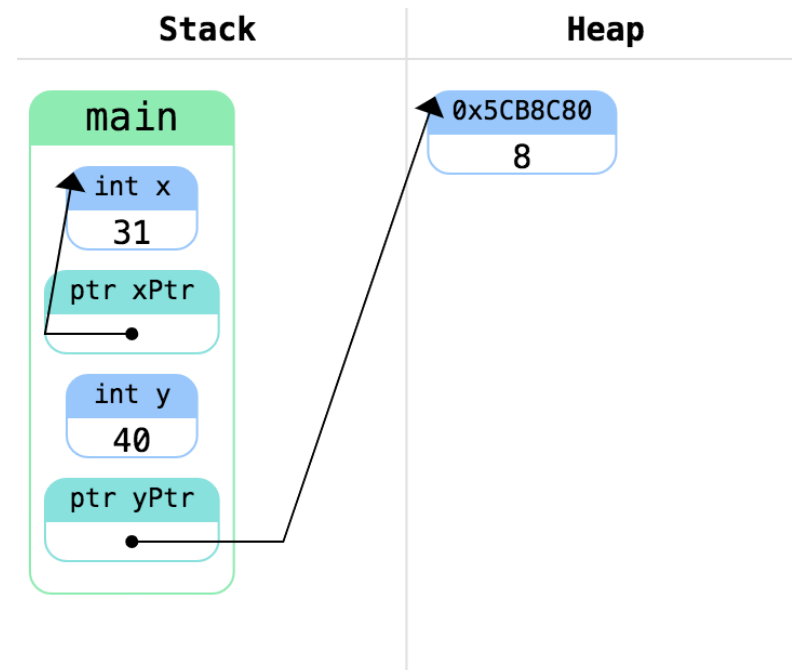 Stack
Heap
main
int x
31
ptr xPtr
int y
40
ptr yPtr
0x5CB8C80
8